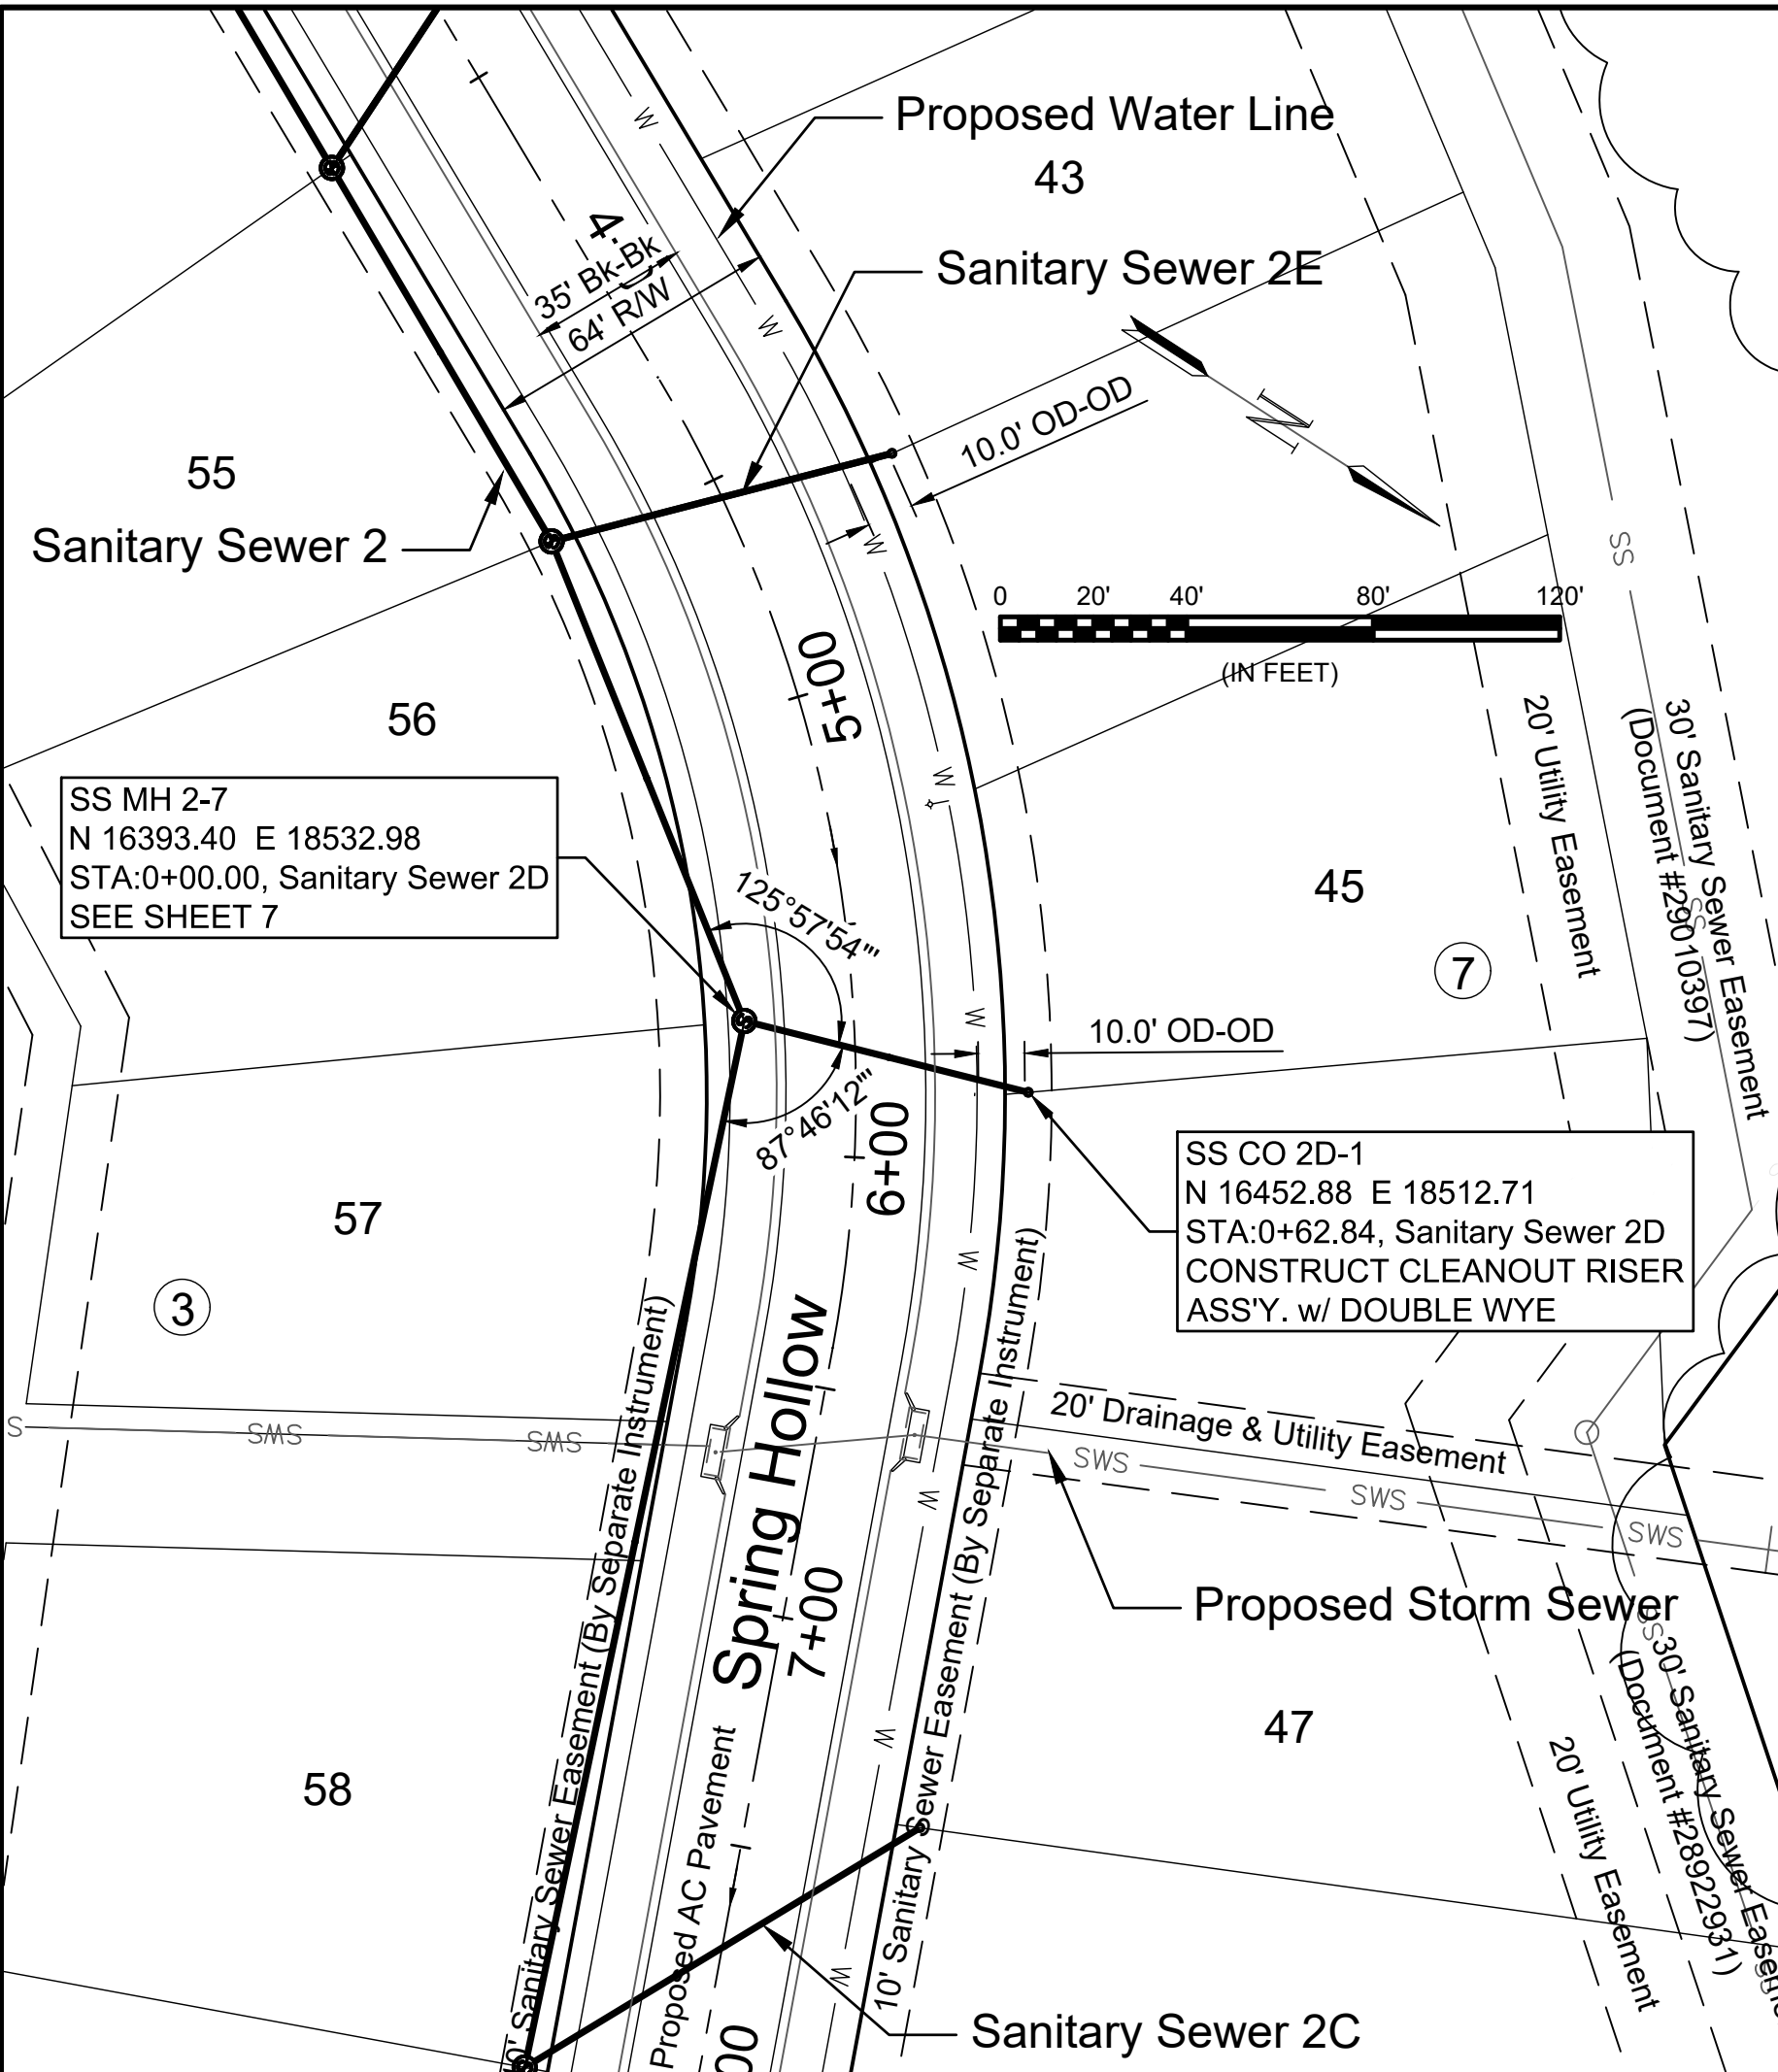 Proposed Water Line
43
Sanitary Sewer 2E
35' Bk-Bk
64' R/W
10.0' OD-OD
N
55
Sanitary Sewer 2
0 20' 40' 80' 120'
(IN FEET)
5+00
56
SS MH 2-7
N 16393.40 E 18532.98
STA:0+00.00, Sanitary Sewer 2D
SEE SHEET 7
125°57'54"
45
7
20' Utility Easement
30' Sanitary Sewer Easement
(Document #29010397)
SS
SS
10.0' OD-OD
87°46'12"
6+00
SS CO 2D-1
N 16452.88 E 18512.71
STA:0+62.84, Sanitary Sewer 2D
CONSTRUCT CLEANOUT RISER
ASS'Y. w/ DOUBLE WYE
57
3
Spring Hollow
20' Drainage & Utility Easement
S
SWS
SWS
SWS
SWS
SWS
W
W
W
W
W
W
W
W
W
7+00
Proposed Storm Sewer
SS
47
58
0' Sanitary Sewer Easement (By Separate Instrument)
Proposed AC Pavement
10' Sanitary Sewer Easement (By Separate Instrument)
20' Utility Easement
30' Sanitary Sewer
(Document #28922931)
Sanitary Sewer 2C
00